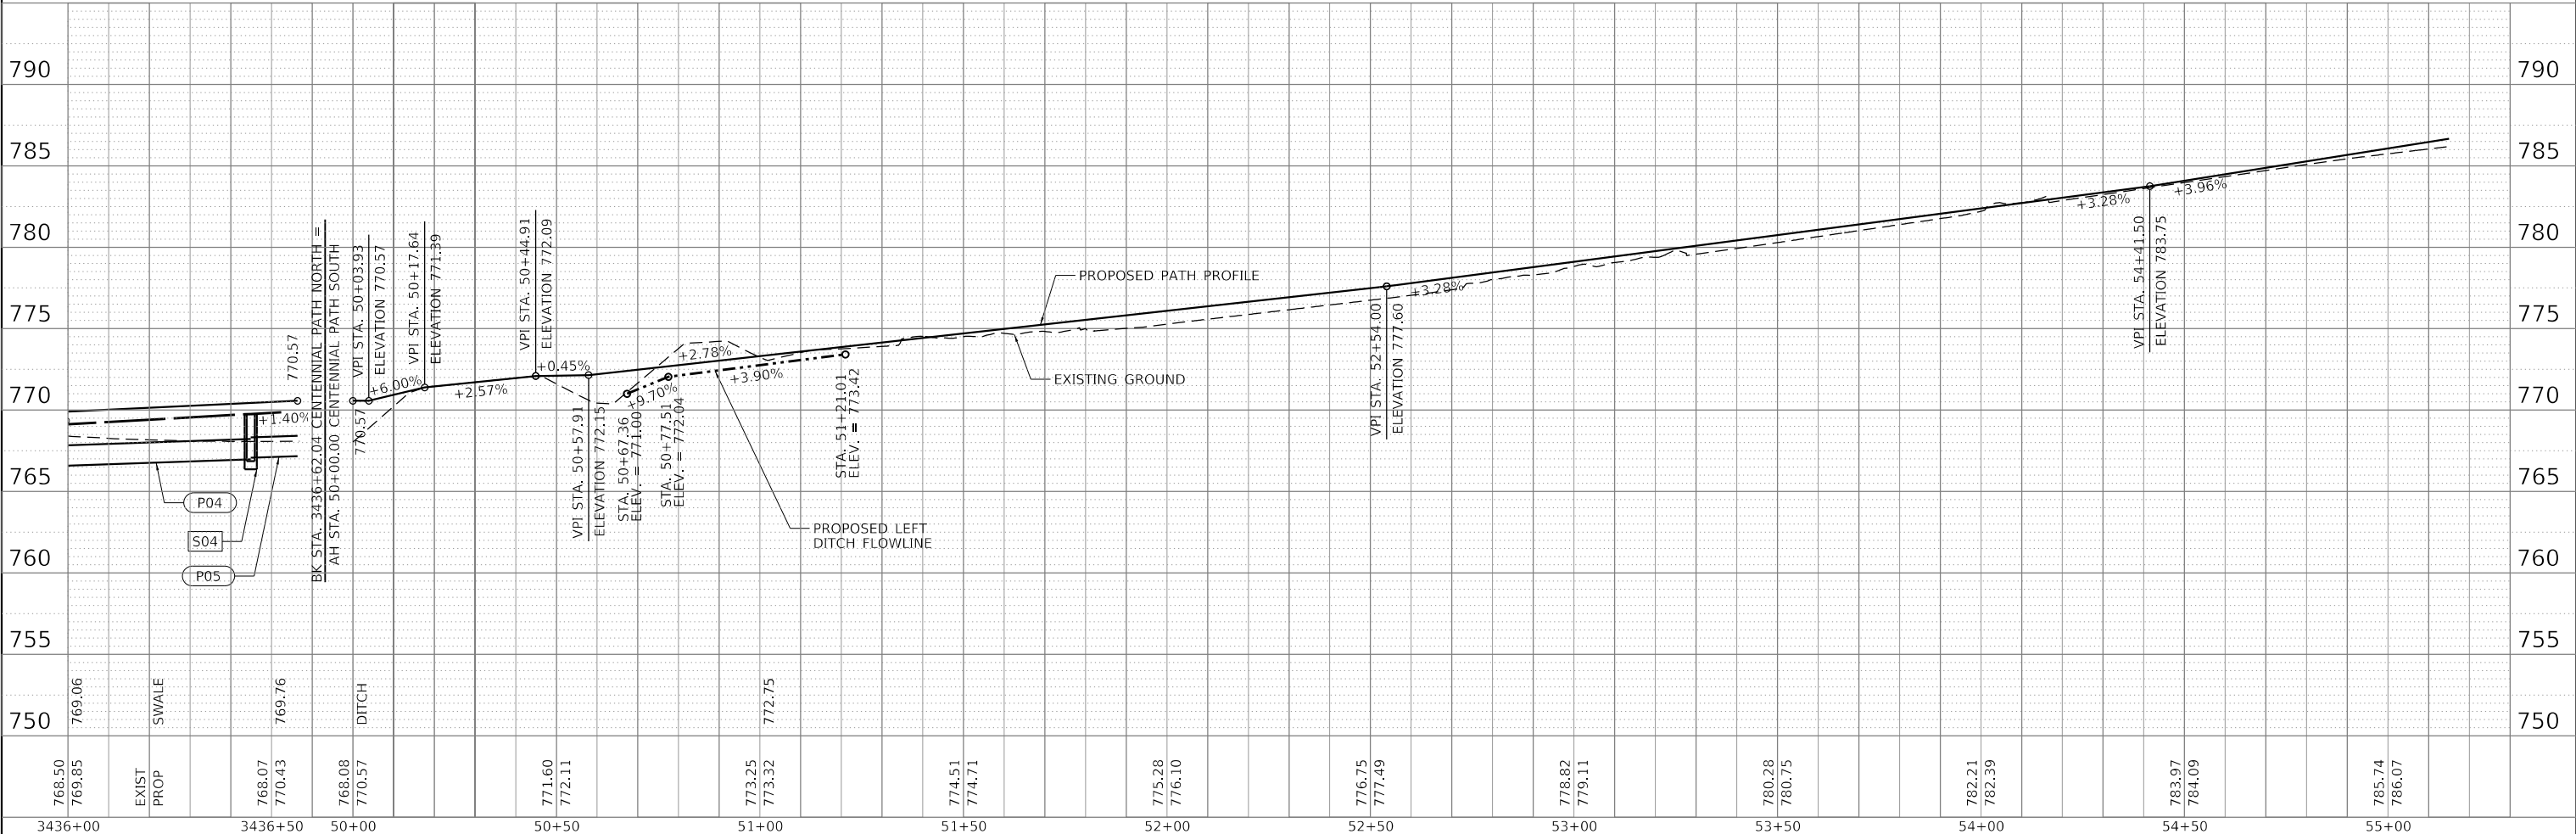 790
790
785
785
780
780
775
775
770
770
765
765
760
760
755
755
750
750
770.57
BK STA. 3436+62.04 CENTENNIAL PATH NORTH =
AH STA. 50+00.00 CENTENNIAL PATH SOUTH
VPI STA. 50+03.93
ELEVATION 770.57
VPI STA. 50+17.64
ELEVATION 771.39
VPI STA. 50+44.91
ELEVATION 772.09
+1.40%
770.57
+6.00%
+2.57%
+0.45%
+2.78%
+9.70%
+3.90%
VPI STA. 50+57.91
ELEVATION 772.15
STA. 50+67.36
ELEV. = 771.00
STA. 50+77.51
ELEV. = 772.04
STA. 51+21.01
ELEV. = 773.42
PROPOSED PATH PROFILE
EXISTING GROUND
PROPOSED LEFT
DITCH FLOWLINE
VPI STA. 52+54.00
ELEVATION 777.60
+3.28%
+3.28%
+3.96%
VPI STA. 54+41.50
ELEVATION 783.75
P04
S04
P05
769.06
SWALE
769.76
DITCH
772.75
768.50
769.85
EXIST
PROP
768.07
770.43
768.08
770.57
771.60
772.11
773.25
773.32
774.51
774.71
775.28
776.10
776.75
777.49
778.82
779.11
780.28
780.75
782.21
782.39
783.97
784.09
785.74
786.07
3436+00
3436+50
50+00
50+50
51+00
51+50
52+00
52+50
53+00
53+50
54+00
54+50
55+00